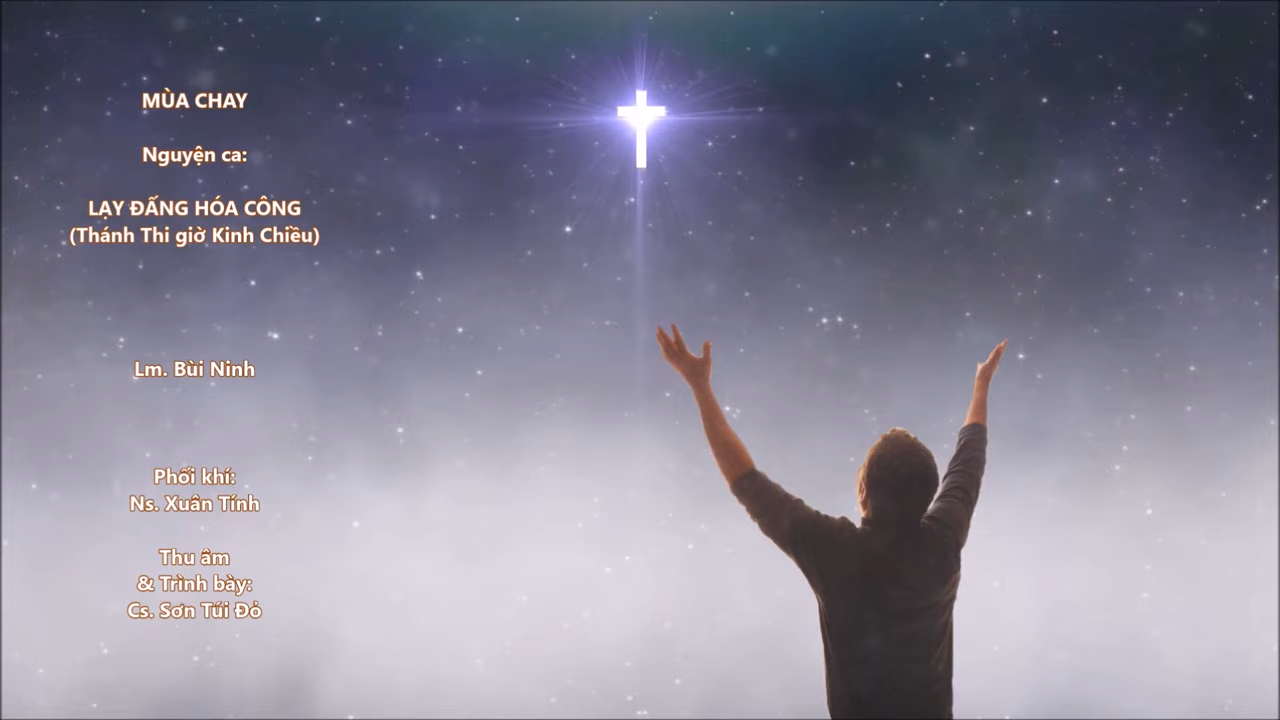 MÙA CHAY
Nguyện ca:
LẠY ĐẤNG HÓA CÔNG
(Thánh Thi giờ Kinh Chiều)
Lm. Bùi Ninh
Phối khí:
Ns. Xuân Tính
Thu âm
& Trình bày:
Cs. Sơn Túi Đỏ